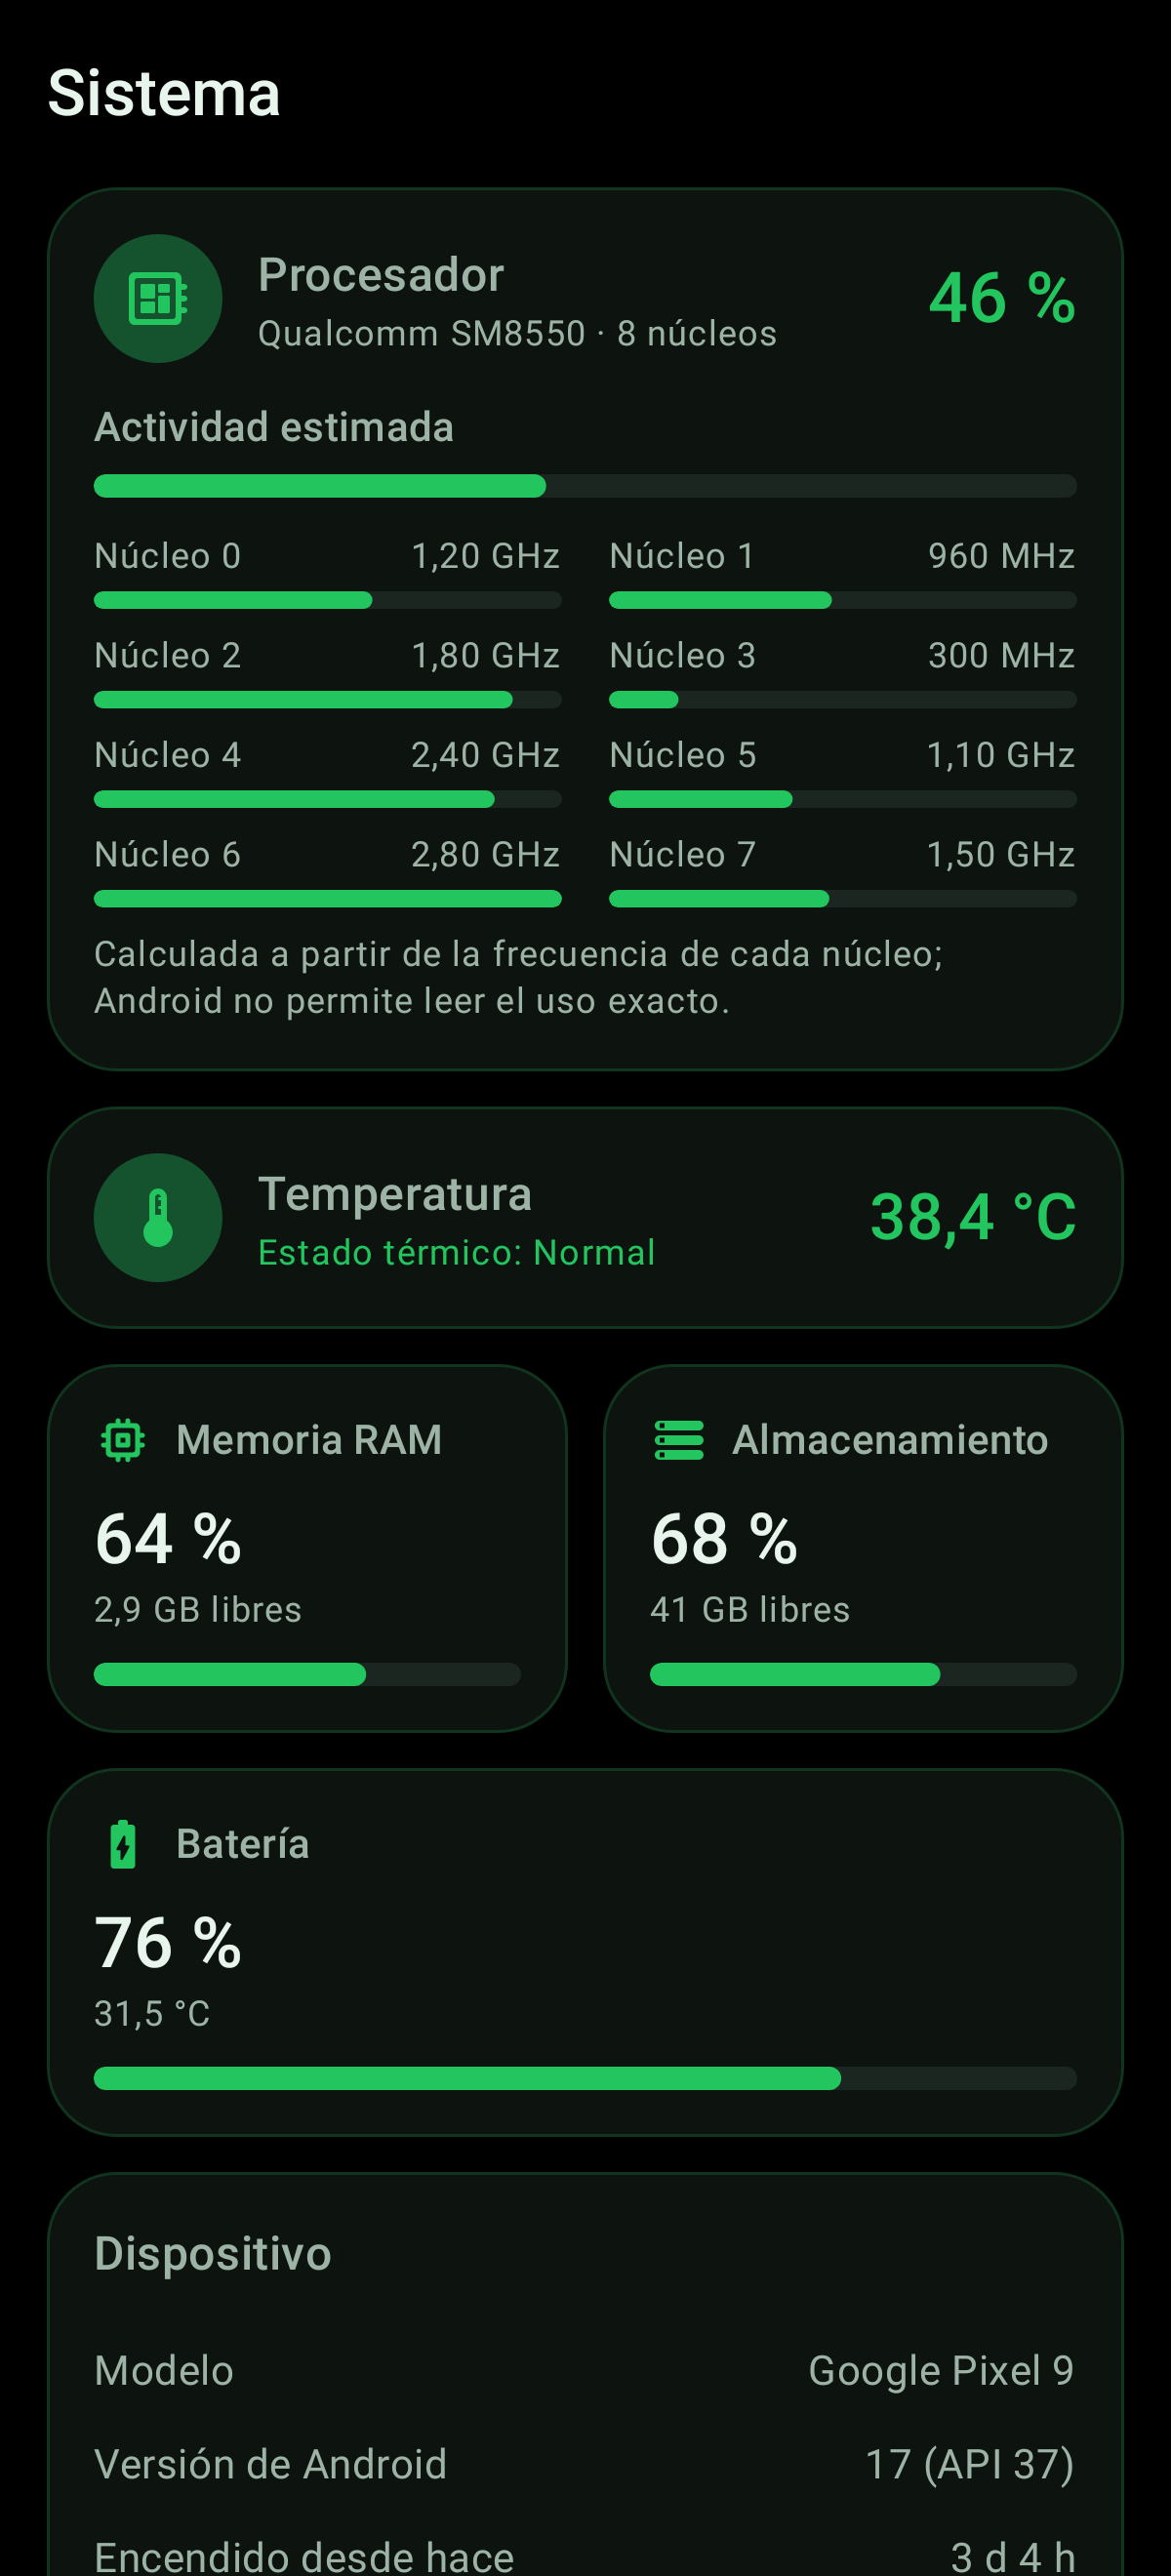 Sistema
Procesador
Qualcomm SM8550 · 8 núcleos
46 %
Actividad estimada
Núcleo 0 1,20 GHz
Núcleo 1 960 MHz
Núcleo 2 1,80 GHz
Núcleo 3 300 MHz
Núcleo 4 2,40 GHz
Núcleo 5 1,10 GHz
Núcleo 6 2,80 GHz
Núcleo 7 1,50 GHz
Calculada a partir de la frecuencia de cada núcleo;
Android no permite leer el uso exacto.
Temperatura
Estado térmico: Normal
38,4 °C
Memoria RAM
64 %
2,9 GB libres
Almacenamiento
68 %
41 GB libres
Batería
76 %
31,5 °C
Dispositivo
Modelo Google Pixel 9
Versión de Android 17 (API 37)
Encendido desde hace 3 d 4 h